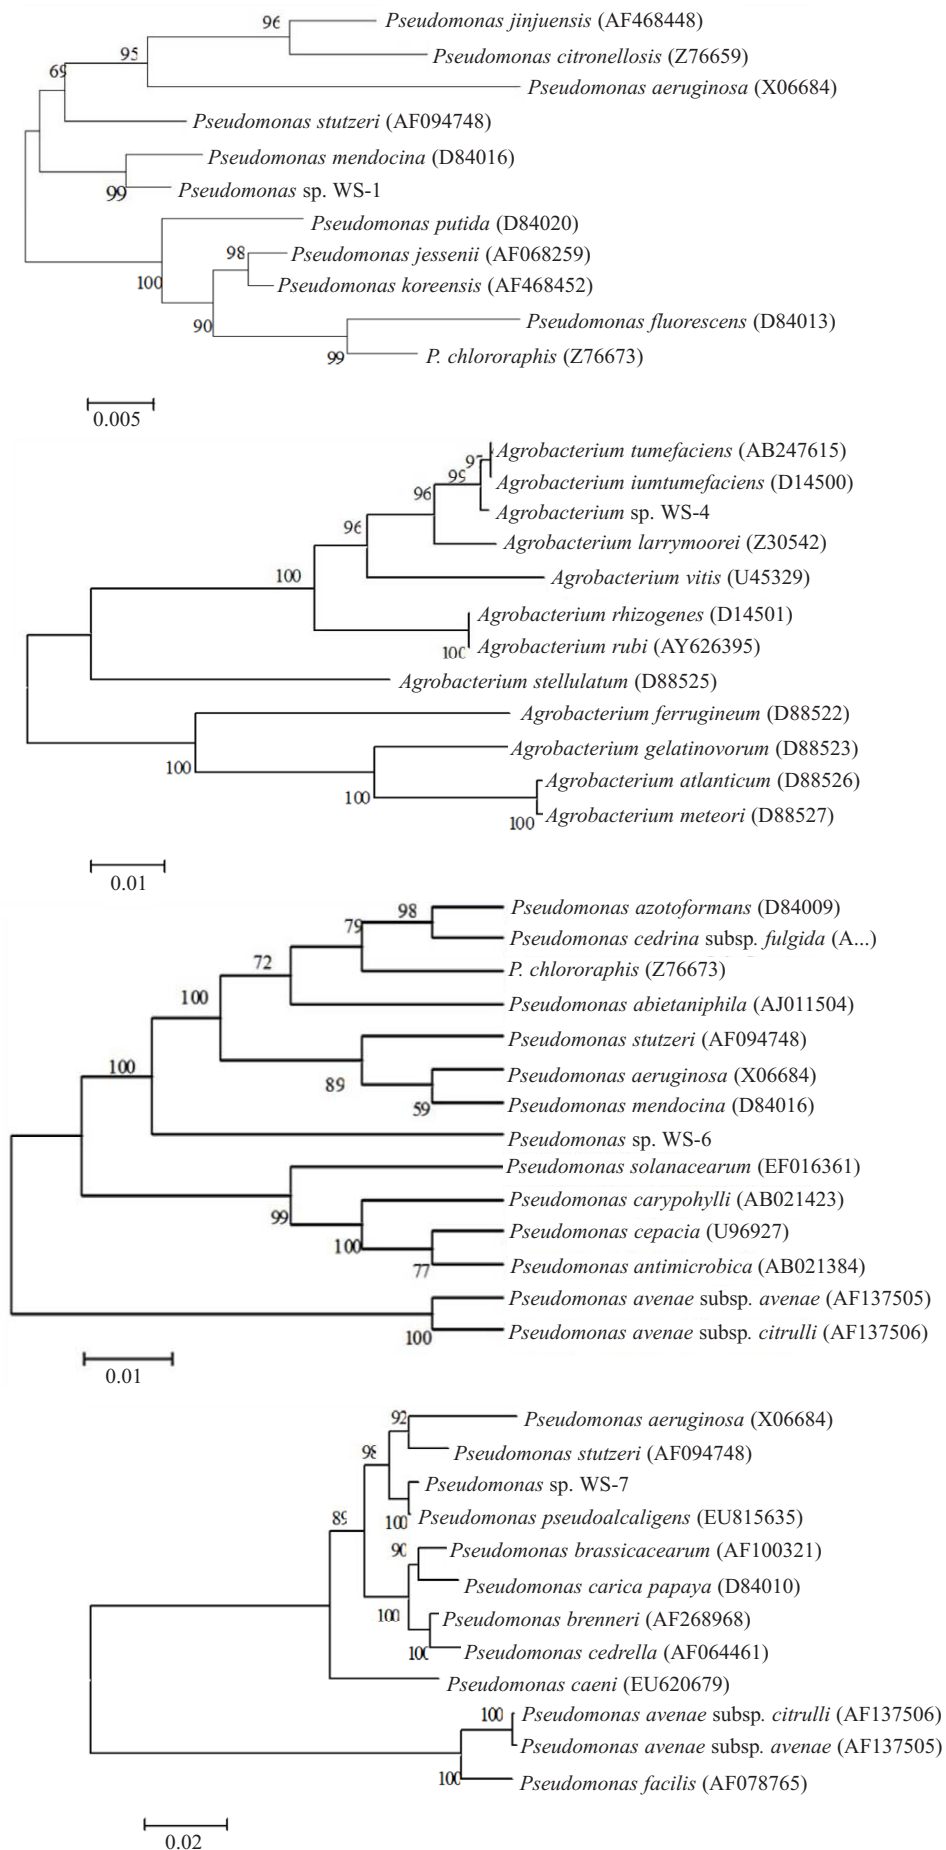 96
Pseudomonas jinjuensis (AF468448)
95
Pseudomonas citronellosis (Z76659)
69
Pseudomonas aeruginosa (X06684)
Pseudomonas stutzeri (AF094748)
Pseudomonas mendocina (D84016)
99
Pseudomonas sp. WS-1
Pseudomonas putida (D84020)
98
Pseudomonas jessenii (AF068259)
100
Pseudomonas koreensis (AF468452)
90
Pseudomonas fluorescens (D84013)
99
P. chlororaphis (Z76673)
0.005
Agrobacterium tumefaciens (AB247615)
97
99
Agrobacterium iumtumefaciens (D14500)
96
Agrobacterium sp. WS-4
96
Agrobacterium larrymoorei (Z30542)
100
Agrobacterium vitis (U45329)
Agrobacterium rhizogenes (D14501)
100
Agrobacterium rubi (AY626395)
Agrobacterium stellulatum (D88525)
Agrobacterium ferrugineum (D88522)
100
Agrobacterium gelatinovorum (D88523)
100
Agrobacterium atlanticum (D88526)
100
Agrobacterium meteori (D88527)
0.01
98
Pseudomonas azotoformans (D84009)
79
Pseudomonas cedrina subsp. fulgida (A...)
72
P. chlororaphis (Z76673)
100
Pseudomonas abietaniphila (AJ011504)
Pseudomonas stutzeri (AF094748)
100
89
Pseudomonas aeruginosa (X06684)
59
Pseudomonas mendocina (D84016)
Pseudomonas sp. WS-6
Pseudomonas solanacearum (EF016361)
99
Pseudomonas carypohylli (AB021423)
100
Pseudomonas cepacia (U96927)
77
Pseudomonas antimicrobica (AB021384)
Pseudomonas avenae subsp. avenae (AF137505)
100
Pseudomonas avenae subsp. citrulli (AF137506)
0.01
92
Pseudomonas aeruginosa (X06684)
98
Pseudomonas stutzeri (AF094748)
Pseudomonas sp. WS-7
89
100
Pseudomonas pseudoalcaligens (EU815635)
90
Pseudomonas brassicacearum (AF100321)
Pseudomonas carica papaya (D84010)
100
Pseudomonas brenneri (AF268968)
100
Pseudomonas cedrella (AF064461)
Pseudomonas caeni (EU620679)
100
Pseudomonas avenae subsp. citrulli (AF137506)
Pseudomonas avenae subsp. avenae (AF137505)
100
Pseudomonas facilis (AF078765)
0.02